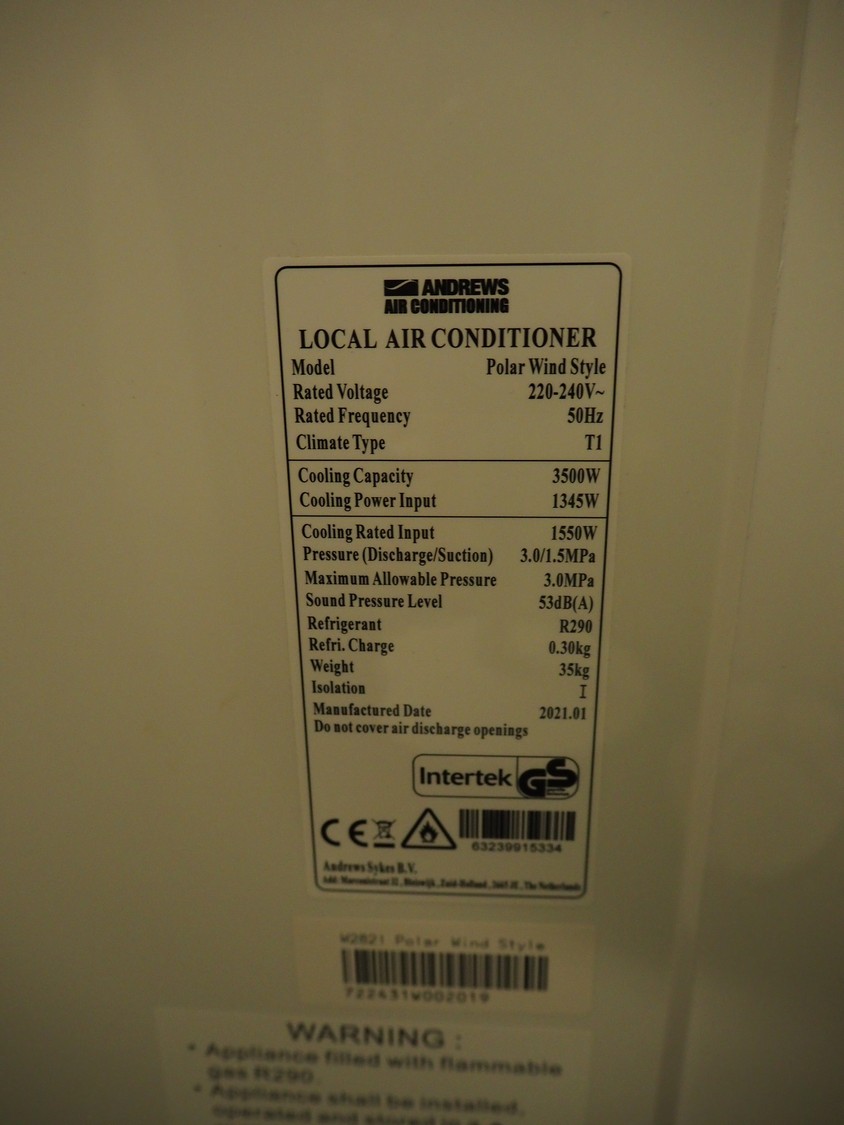 ANDREWS
AIR CONDITIONING
LOCAL AIR CONDITIONER
Model Polar Wind Style
Rated Voltage 220-240V~
Rated Frequency 50Hz
Climate Type T1
Cooling Capacity 3500W
Cooling Power Input 1345W
Cooling Rated Input 1550W
Pressure (Discharge/Suction) 3.0/1.5MPa
Maximum Allowable Pressure 3.0MPa
Sound Pressure Level 53dB(A)
Refrigerant R290
Refri. Charge 0.30kg
Weight 35kg
Isolation I
Manufactured Date 2021.01
Do not cover air discharge openings
Intertek GS
CE
63239915334
Andrews Sykes B.V.
The Netherlands
W2821 Polar Wind Style
722431W002019
WARNING :
• Appliance filled with flammable
gas R290.
• Appliance shall be installed,
operated and stored in a